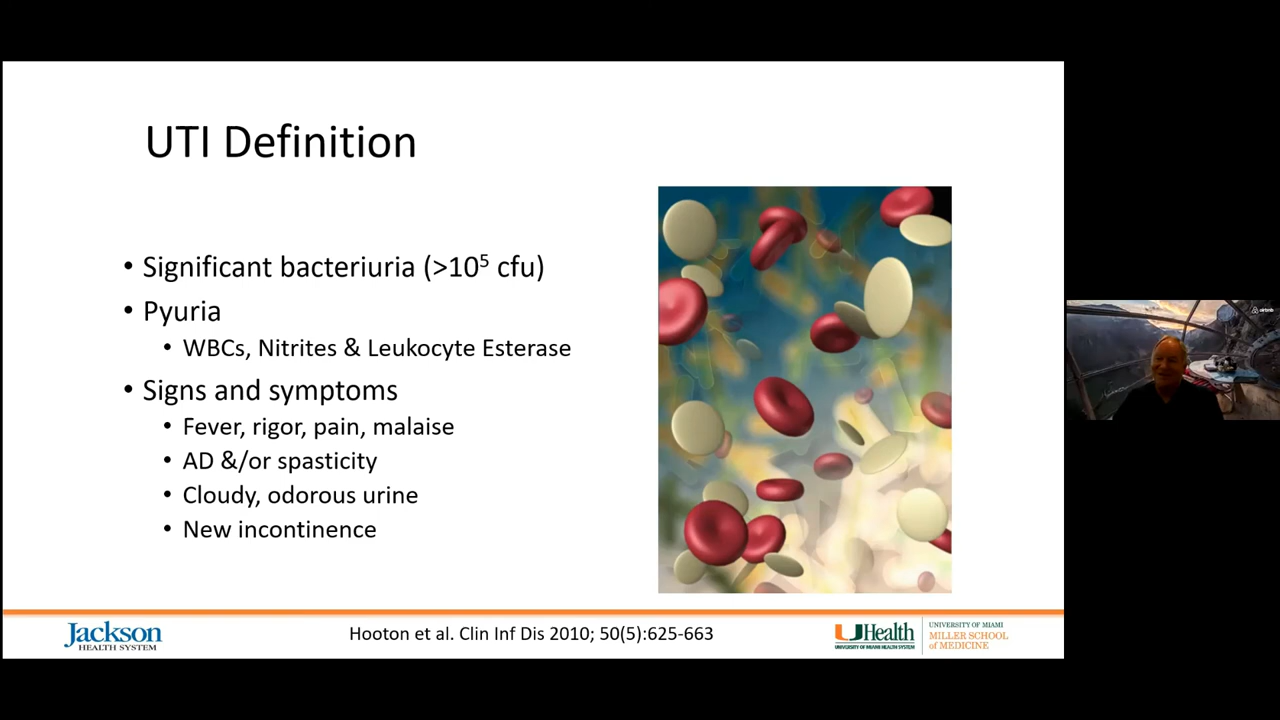 UTI Definition
• Significant bacteriuria (>10⁵ cfu)
• Pyuria
• WBCs, Nitrites & Leukocyte Esterase
• Signs and symptoms
• Fever, rigor, pain, malaise
• AD &/or spasticity
• Cloudy, odorous urine
• New incontinence
airbnb
Jackson
HEALTH SYSTEM
Hooton et al. Clin Inf Dis 2010; 50(5):625-663
UHealth
UNIVERSITY OF MIAMI HEALTH SYSTEM
UNIVERSITY OF MIAMI
MILLER SCHOOL
of MEDICINE